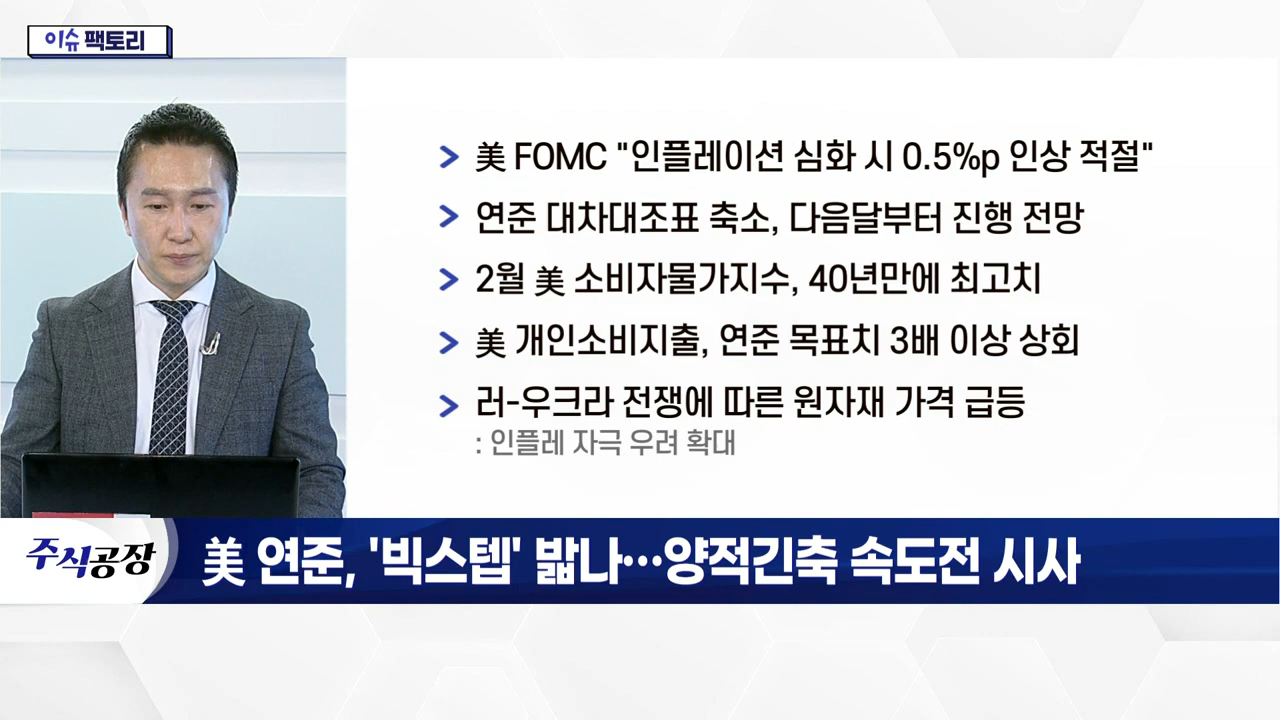 이슈 팩토리
美 FOMC "인플레이션 심화 시 0.5%p 인상 적절"
연준 대차대조표 축소, 다음달부터 진행 전망
2월 美 소비자물가지수, 40년만에 최고치
美 개인소비지출, 연준 목표치 3배 이상 상회
러-우크라 전쟁에 따른 원자재 가격 급등
: 인플레 자극 우려 확대
주식공장
美 연준, '빅스텝' 밟나…양적긴축 속도전 시사